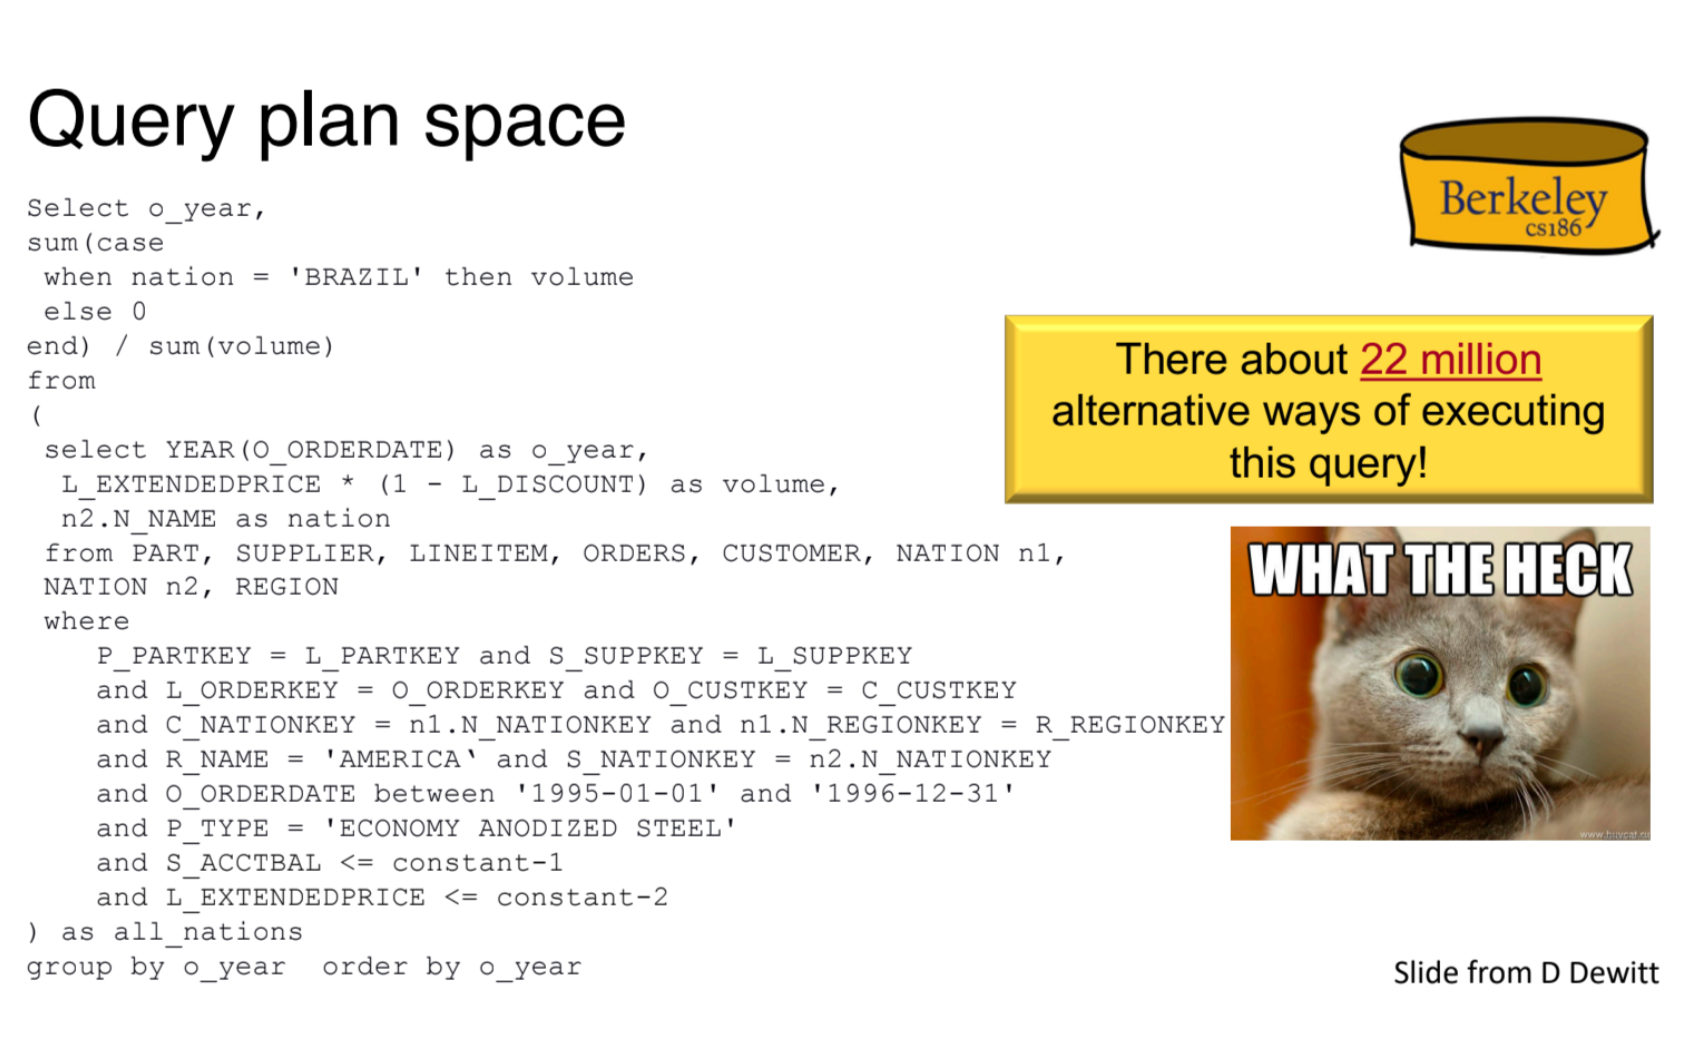 Query plan space
Berkeley
cs186
Select o_year,
sum(case
when nation = 'BRAZIL' then volume
else 0
end) / sum(volume)
from
(
select YEAR(O_ORDERDATE) as o_year,
L_EXTENDEDPRICE * (1 - L_DISCOUNT) as volume,
n2.N_NAME as nation
from PART, SUPPLIER, LINEITEM, ORDERS, CUSTOMER, NATION n1,
NATION n2, REGION
where
P_PARTKEY = L_PARTKEY and S_SUPPKEY = L_SUPPKEY
and L_ORDERKEY = O_ORDERKEY and O_CUSTKEY = C_CUSTKEY
and C_NATIONKEY = n1.N_NATIONKEY and n1.N_REGIONKEY = R_REGIONKEY
and R_NAME = 'AMERICA‘ and S_NATIONKEY = n2.N_NATIONKEY
and O_ORDERDATE between '1995-01-01' and '1996-12-31'
and P_TYPE = 'ECONOMY ANODIZED STEEL'
and S_ACCTBAL <= constant-1
and L_EXTENDEDPRICE <= constant-2
) as all_nations
group by o_year  order by o_year
There about 22 million
alternative ways of executing
this query!
WHAT THE HECK
Slide from D Dewitt